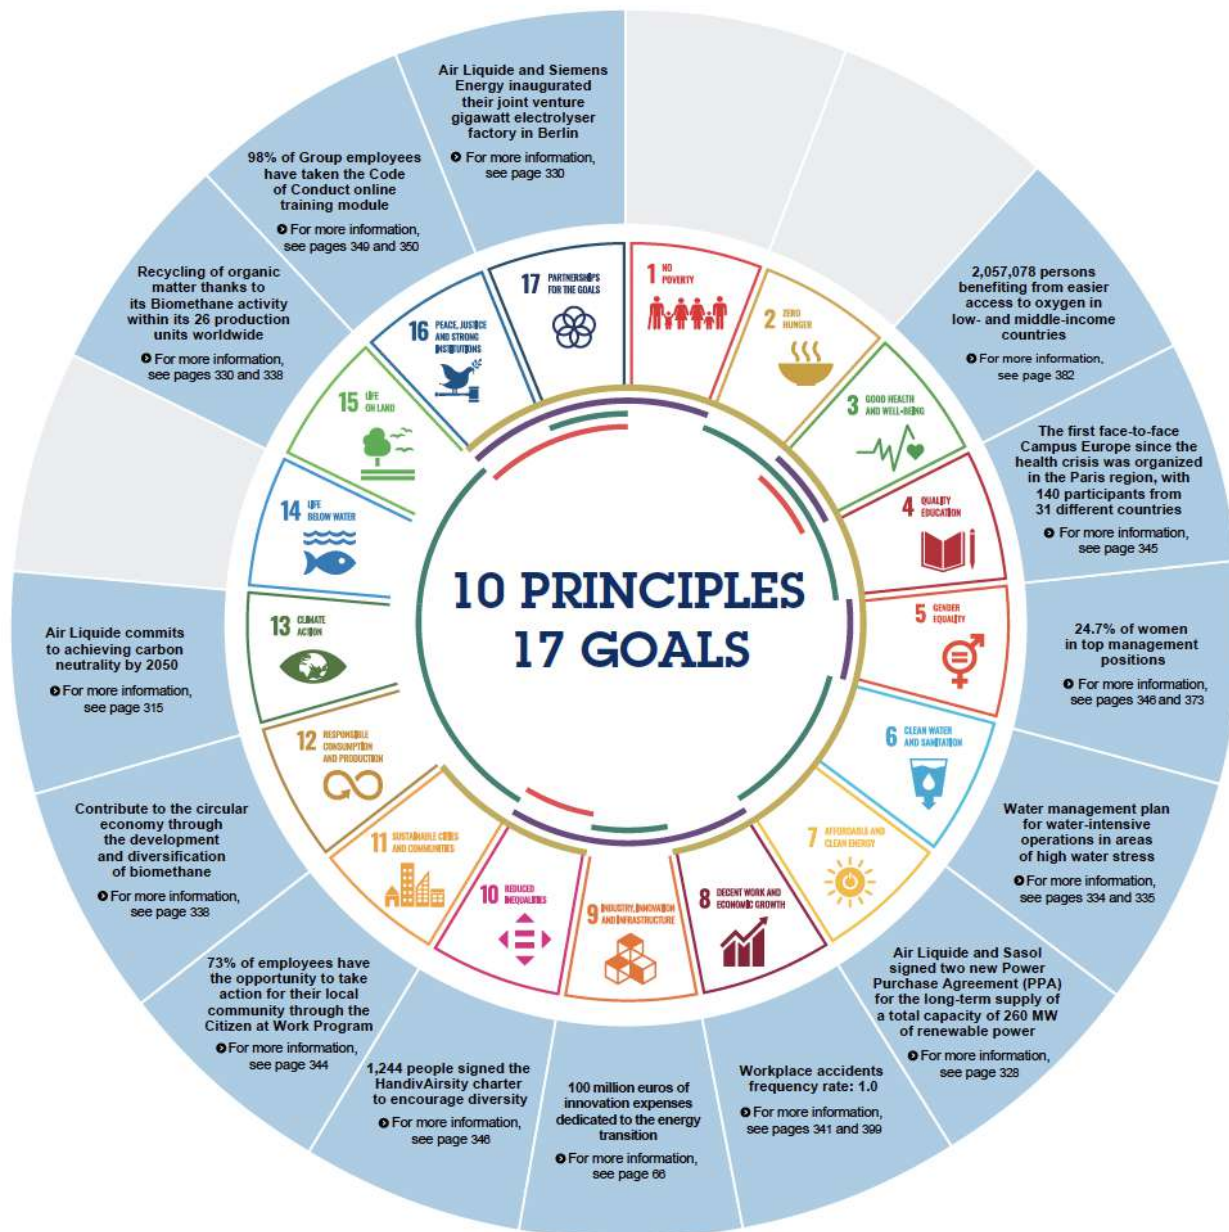 10 PRINCIPLES
17 GOALS
1 NO
POVERTY
2 ZERO
HUNGER
3 GOOD HEALTH
AND WELL-BEING
4 QUALITY
EDUCATION
5 GENDER
EQUALITY
6 CLEAN WATER
AND SANITATION
7 AFFORDABLE AND
CLEAN ENERGY
8 DECENT WORK AND
ECONOMIC GROWTH
9 INDUSTRY, INNOVATION
AND INFRASTRUCTURE
10 REDUCED
INEQUALITIES
11 SUSTAINABLE CITIES
AND COMMUNITIES
12 RESPONSIBLE
CONSUMPTION
AND PRODUCTION
13 CLIMATE
ACTION
14 LIFE
BELOW WATER
15 LIFE
ON LAND
16 PEACE, JUSTICE
AND STRONG
INSTITUTIONS
17 PARTNERSHIPS
FOR THE GOALS
2,057,078 persons
benefiting from easier
access to oxygen in
low- and middle-income
countries
For more information,
see page 382
The first face-to-face
Campus Europe since the
health crisis was organized
in the Paris region, with
140 participants from
31 different countries
For more information,
see page 345
24.7% of women
in top management
positions
For more information,
see pages 346 and 373
Water management plan
for water-intensive
operations in areas
of high water stress
For more information,
see pages 334 and 335
Air Liquide and Sasol
signed two new Power
Purchase Agreement (PPA)
for the long-term supply of
a total capacity of 260 MW
of renewable power
For more information,
see page 328
Workplace accidents
frequency rate: 1.0
For more information,
see pages 341 and 399
100 million euros of
innovation expenses
dedicated to the energy
transition
For more information,
see page 66
1,244 people signed the
HandivAirsity charter
to encourage diversity
For more information,
see page 346
73% of employees have
the opportunity to take
action for their local
community through the
Citizen at Work Program
For more information,
see page 344
Contribute to the circular
economy through
the development
and diversification
of biomethane
For more information,
see page 338
Air Liquide commits
to achieving carbon
neutrality by 2050
For more information,
see page 315
Recycling of organic
matter thanks to
its Biomethane activity
within its 26 production
units worldwide
For more information,
see pages 330 and 338
98% of Group employees
have taken the Code
of Conduct online
training module
For more information,
see pages 349 and 350
Air Liquide and Siemens
Energy inaugurated
their joint venture
gigawatt electrolyser
factory in Berlin
For more information,
see page 330